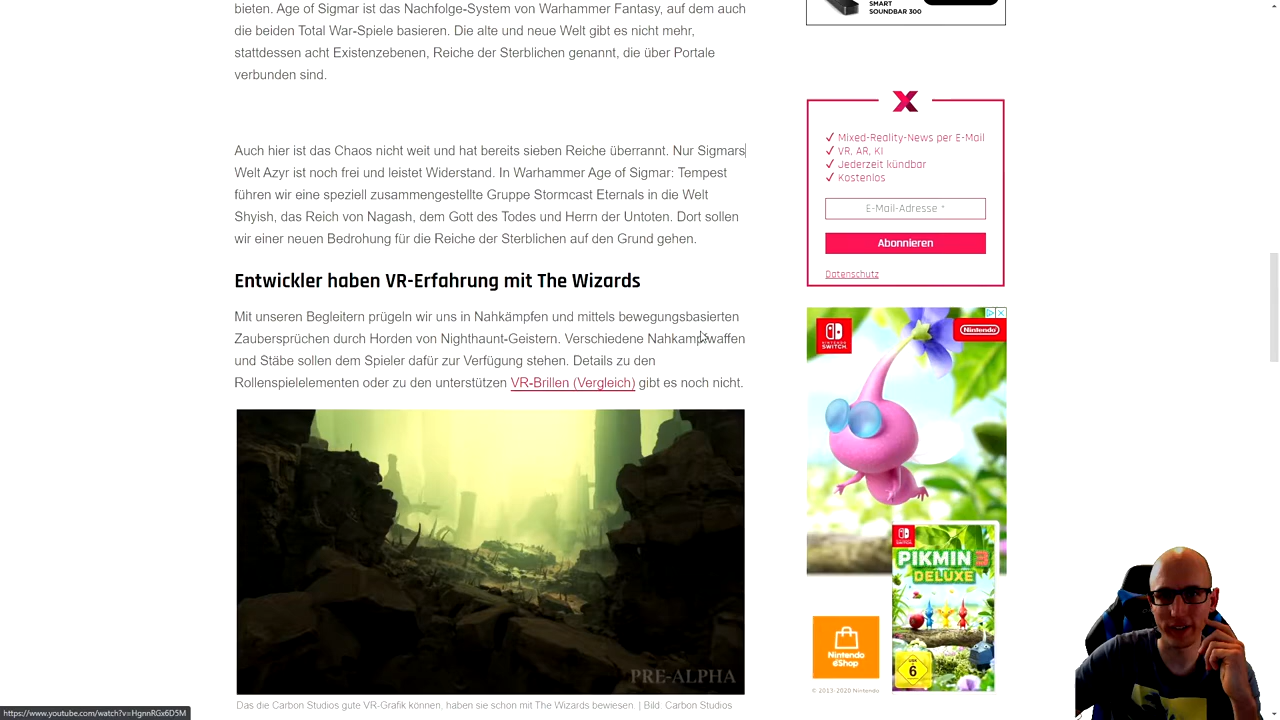 bieten. Age of Sigmar ist das Nachfolge-System von Warhammer Fantasy, auf dem auch
die beiden Total War-Spiele basieren. Die alte und neue Welt gibt es nicht mehr,
stattdessen acht Existenzebenen, Reiche der Sterblichen genannt, die über Portale
verbunden sind.
Auch hier ist das Chaos nicht weit und hat bereits sieben Reiche überrannt. Nur Sigmars
Welt Azyr ist noch frei und leistet Widerstand. In Warhammer Age of Sigmar: Tempest
führen wir eine speziell zusammengestellte Gruppe Stormcast Eternals in die Welt
Shyish, das Reich von Nagash, dem Gott des Todes und Herrn der Untoten. Dort sollen
wir einer neuen Bedrohung für die Reiche der Sterblichen auf den Grund gehen.
Entwickler haben VR-Erfahrung mit The Wizards
Mit unseren Begleitern prügeln wir uns in Nahkämpfen und mittels bewegungsbasierten
Zaubersprüchen durch Horden von Nighthaunt-Geistern. Verschiedene Nahkampfwaffen
und Stäbe sollen dem Spieler dafür zur Verfügung stehen. Details zu den
Rollenspielelementen oder zu den unterstützen VR-Brillen (Vergleich) gibt es noch nicht.
PRE-ALPHA
Das die Carbon Studios gute VR-Grafik können, haben sie schon mit The Wizards bewiesen. | Bild: Carbon Studios
https://www.youtube.com/watch?v=HgnnRGx6D5M
SMART
SOUNDBAR 300
X
✓ Mixed-Reality-News per E-Mail
✓ VR, AR, KI
✓ Jederzeit kündbar
✓ Kostenlos
E-Mail-Adresse *
Abonnieren
Datenschutz
NINTENDO
SWITCH
Nintendo
PIKMIN 3
DELUXE
6
Nintendo
eShop
© 2013-2020 Nintendo